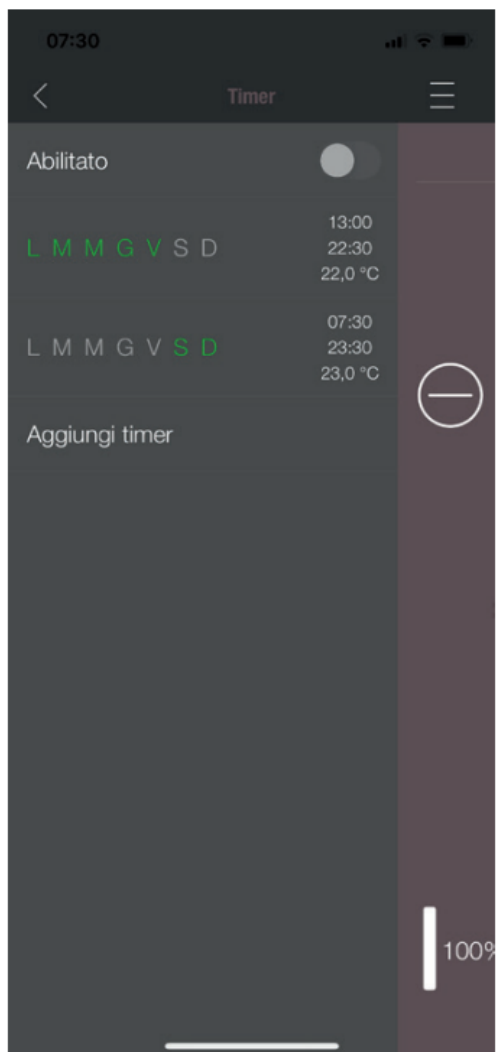 07:30
Timer
Abilitato
L M M G V S D
13:00
22:30
22,0 °C
L M M G V S D
07:30
23:30
23,0 °C
Aggiungi timer
100%